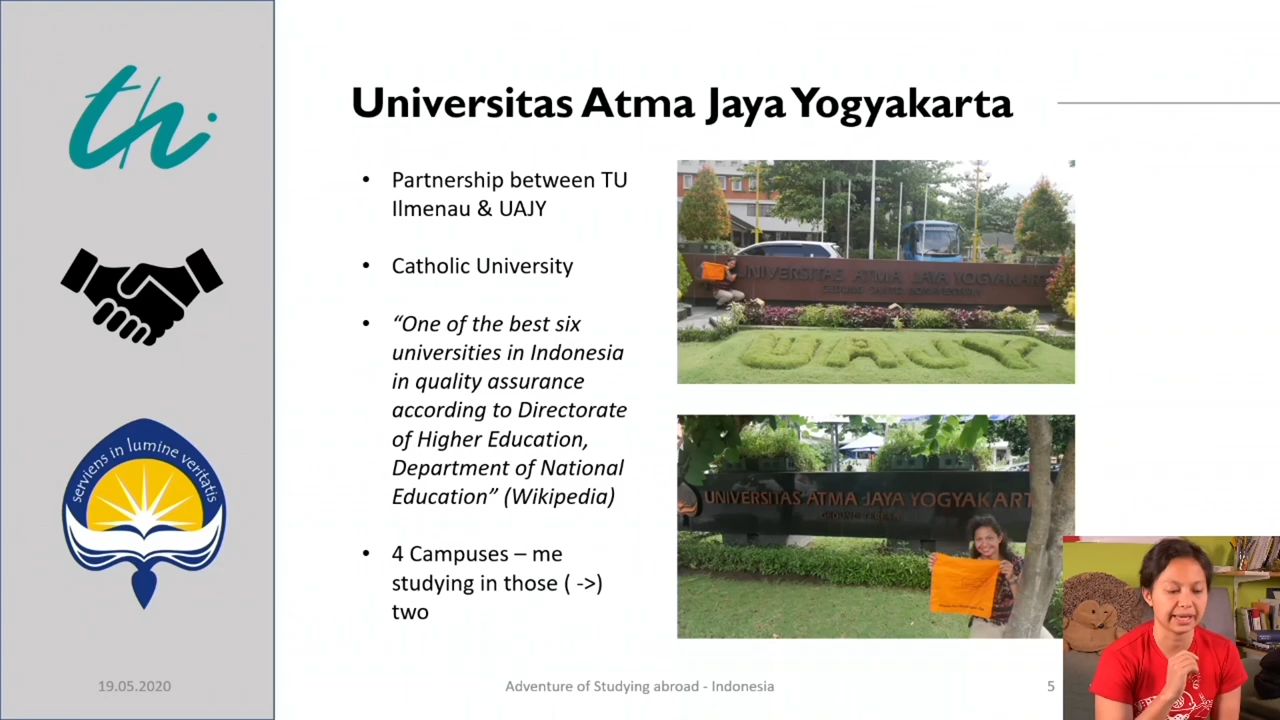 th.
Universitas Atma Jaya Yogyakarta
• Partnership between TU
Ilmenau & UAJY
• Catholic University
• “One of the best six
universities in Indonesia
in quality assurance
according to Directorate
of Higher Education,
Department of National
Education” (Wikipedia)
• 4 Campuses – me
studying in those ( ->)
two
serviens in lumine veritatis
UNIVERSITAS ATMA JAYA YOGYAKART
UAJY
UNIVERSITAS ATMA JAYA YOGYAKART
19.05.2020
Adventure of Studying abroad - Indonesia
5